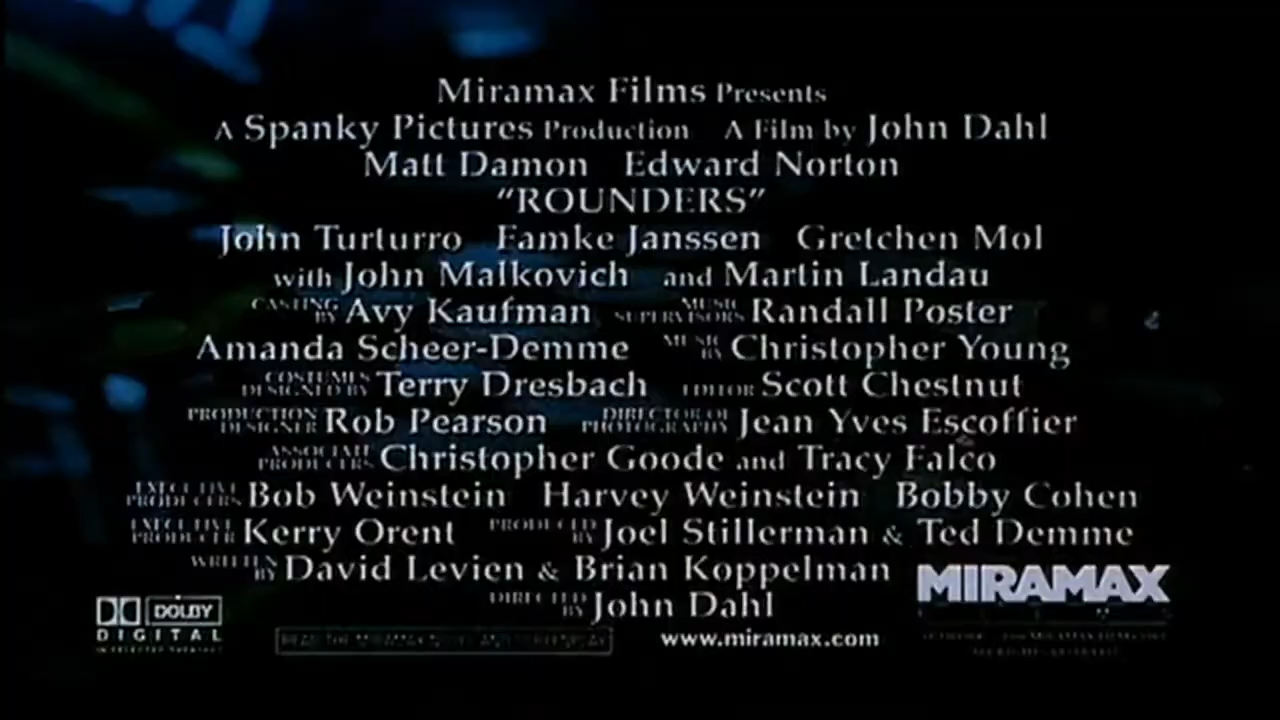 Miramax Films Presents
A Spanky Pictures Production A Film by John Dahl
Matt Damon Edward Norton
"ROUNDERS"
John Turturro Famke Janssen Gretchen Mol
with John Malkovich and Martin Landau
CASTING BY Avy Kaufman MUSIC SUPERVISORS Randall Poster
Amanda Scheer-Demme MUSIC BY Christopher Young
COSTUMES DESIGNED BY Terry Dresbach EDITOR Scott Chestnut
PRODUCTION DESIGNER Rob Pearson DIRECTOR OF PHOTOGRAPHY Jean Yves Escoffier
ASSOCIATE PRODUCERS Christopher Goode and Tracy Falco
EXECUTIVE PRODUCERS Bob Weinstein Harvey Weinstein Bobby Cohen
EXECUTIVE PRODUCER Kerry Orent PRODUCED BY Joel Stillerman & Ted Demme
WRITTEN BY David Levien & Brian Koppelman
MIRAMAX
DIRECTED BY John Dahl
DOLBY
DIGITAL
READ THE MIRAMAX AND
www.miramax.com